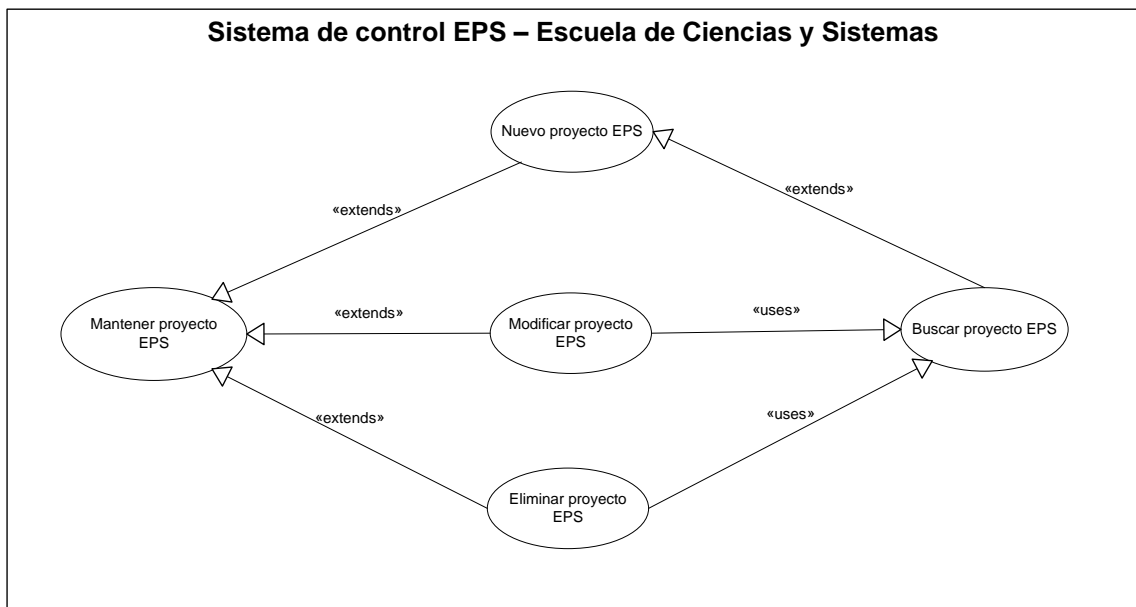 Sistema de control EPS – Escuela de Ciencias y Sistemas
Nuevo proyecto EPS
«extends»
«extends»
Mantener proyecto
EPS
«extends»
Modificar proyecto
EPS
«uses»
Buscar proyecto EPS
«extends»
«uses»
Eliminar proyecto
EPS